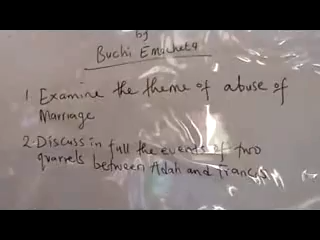 by
Buchi Emecheta
1 Examine the theme of abuse of
Marriage
2. Discuss in full the events of two
quarrels between Adah and Francis